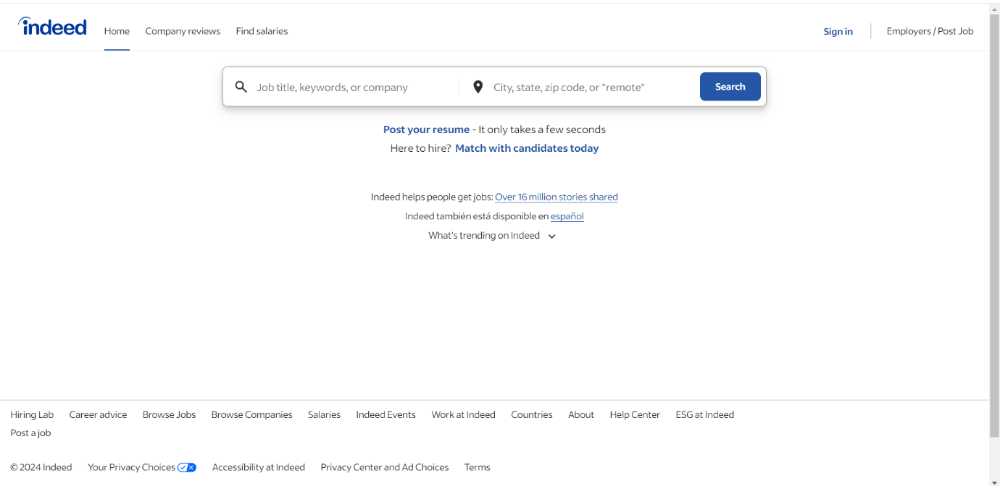 indeed Home Company reviews Find salaries Sign in Employers / Post Job
Job title, keywords, or company City, state, zip code, or "remote" Search
Post your resume - It only takes a few seconds
Here to hire? Match with candidates today
Indeed helps people get jobs: Over 16 million stories shared
Indeed también está disponible en español
What's trending on Indeed
Hiring Lab Career advice Browse Jobs Browse Companies Salaries Indeed Events Work at Indeed Countries About Help Center ESG at Indeed
Post a job
© 2024 Indeed Your Privacy Choices Accessibility at Indeed Privacy Center and Ad Choices Terms